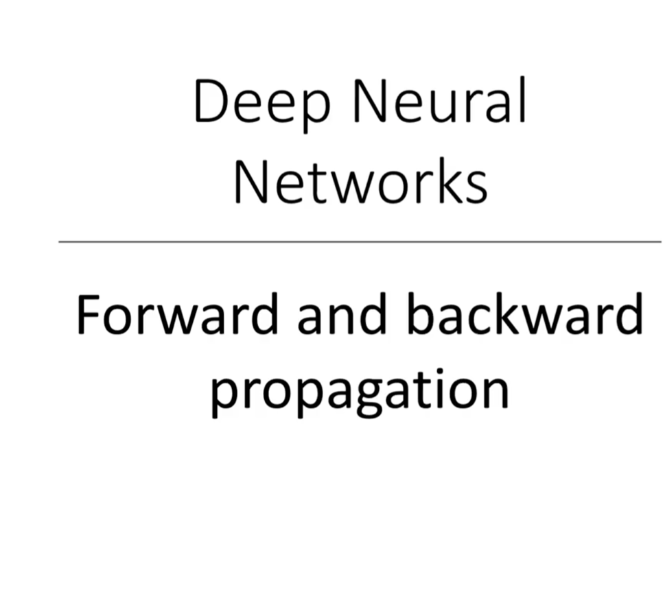 Deep Neural
Networks
Forward and backward
propagation